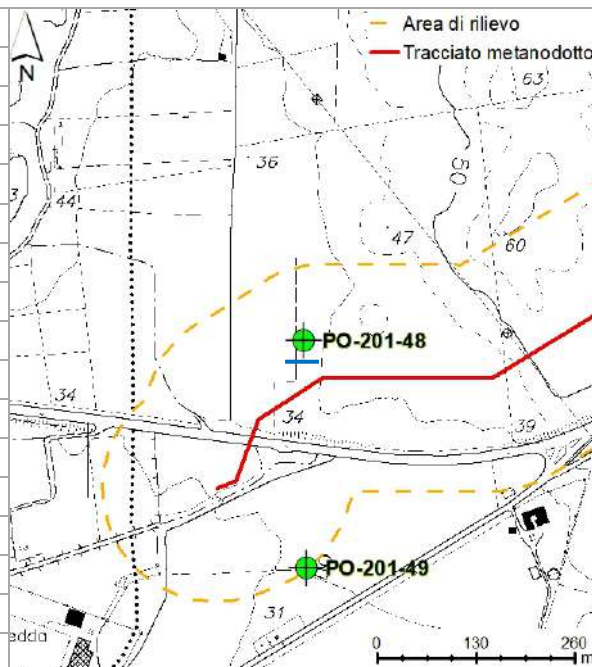 Area di rilievo
Tracciato metanodotto
N
63
36
50
3
44
47
60
PO-201-48
34
34
39
PO-201-49
31
edda
0 130 260
m